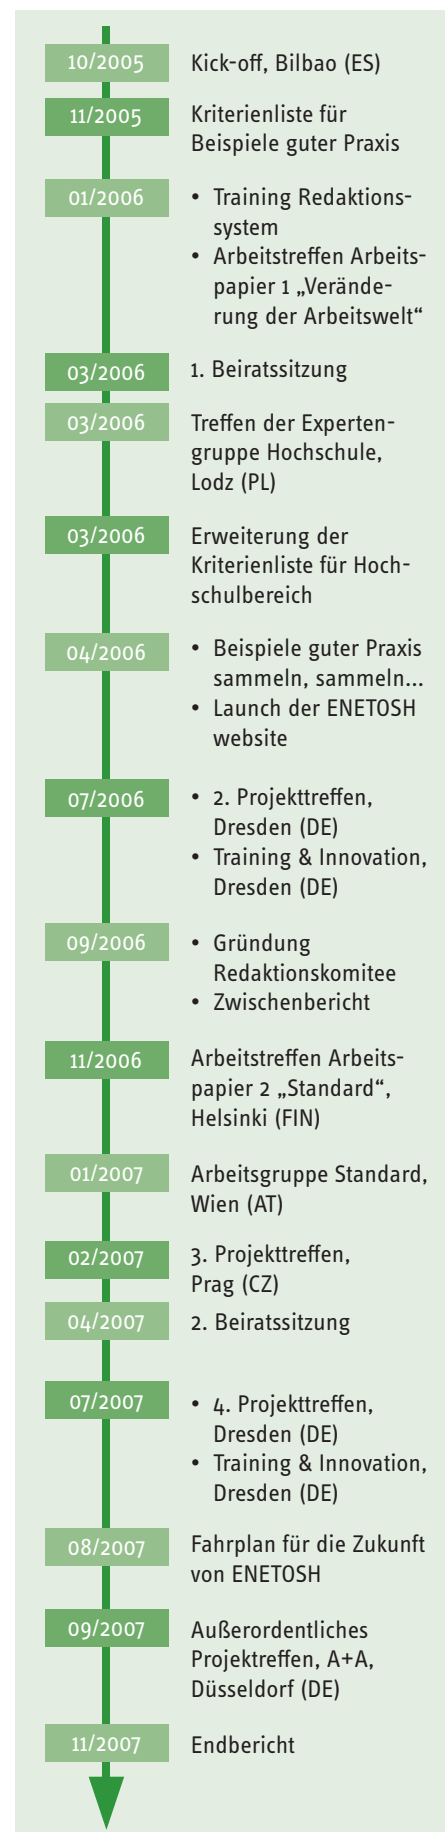 10/2005 Kick-off, Bilbao (ES)
11/2005 Kriterienliste für
Beispiele guter Praxis
01/2006 • Training Redaktions-
system
• Arbeitstreffen Arbeits-
papier 1 „Verände-
rung der Arbeitswelt“
03/2006 1. Beiratssitzung
03/2006 Treffen der Experten-
gruppe Hochschule,
Lodz (PL)
03/2006 Erweiterung der
Kriterienliste für Hoch-
schulbereich
04/2006 • Beispiele guter Praxis
sammeln, sammeln...
• Launch der ENETOSH
website
07/2006 • 2. Projekttreffen,
Dresden (DE)
• Training & Innovation,
Dresden (DE)
09/2006 • Gründung
Redaktionskomitee
• Zwischenbericht
11/2006 Arbeitstreffen Arbeits-
papier 2 „Standard“,
Helsinki (FIN)
01/2007 Arbeitsgruppe Standard,
Wien (AT)
02/2007 3. Projekttreffen,
Prag (CZ)
04/2007 2. Beiratssitzung
07/2007 • 4. Projekttreffen,
Dresden (DE)
• Training & Innovation,
Dresden (DE)
08/2007 Fahrplan für die Zukunft
von ENETOSH
09/2007 Außerordentliches
Projektreffen, A+A,
Düsseldorf (DE)
11/2007 Endbericht